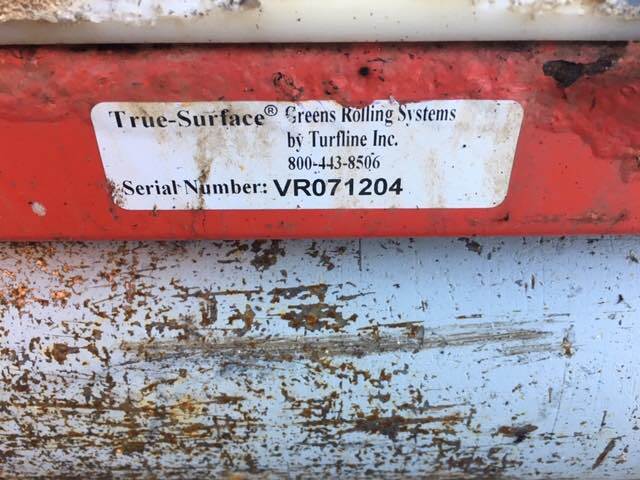 True-Surface® Greens Rolling Systems
by Turfline Inc.
800-443-8506
Serial Number: VR071204